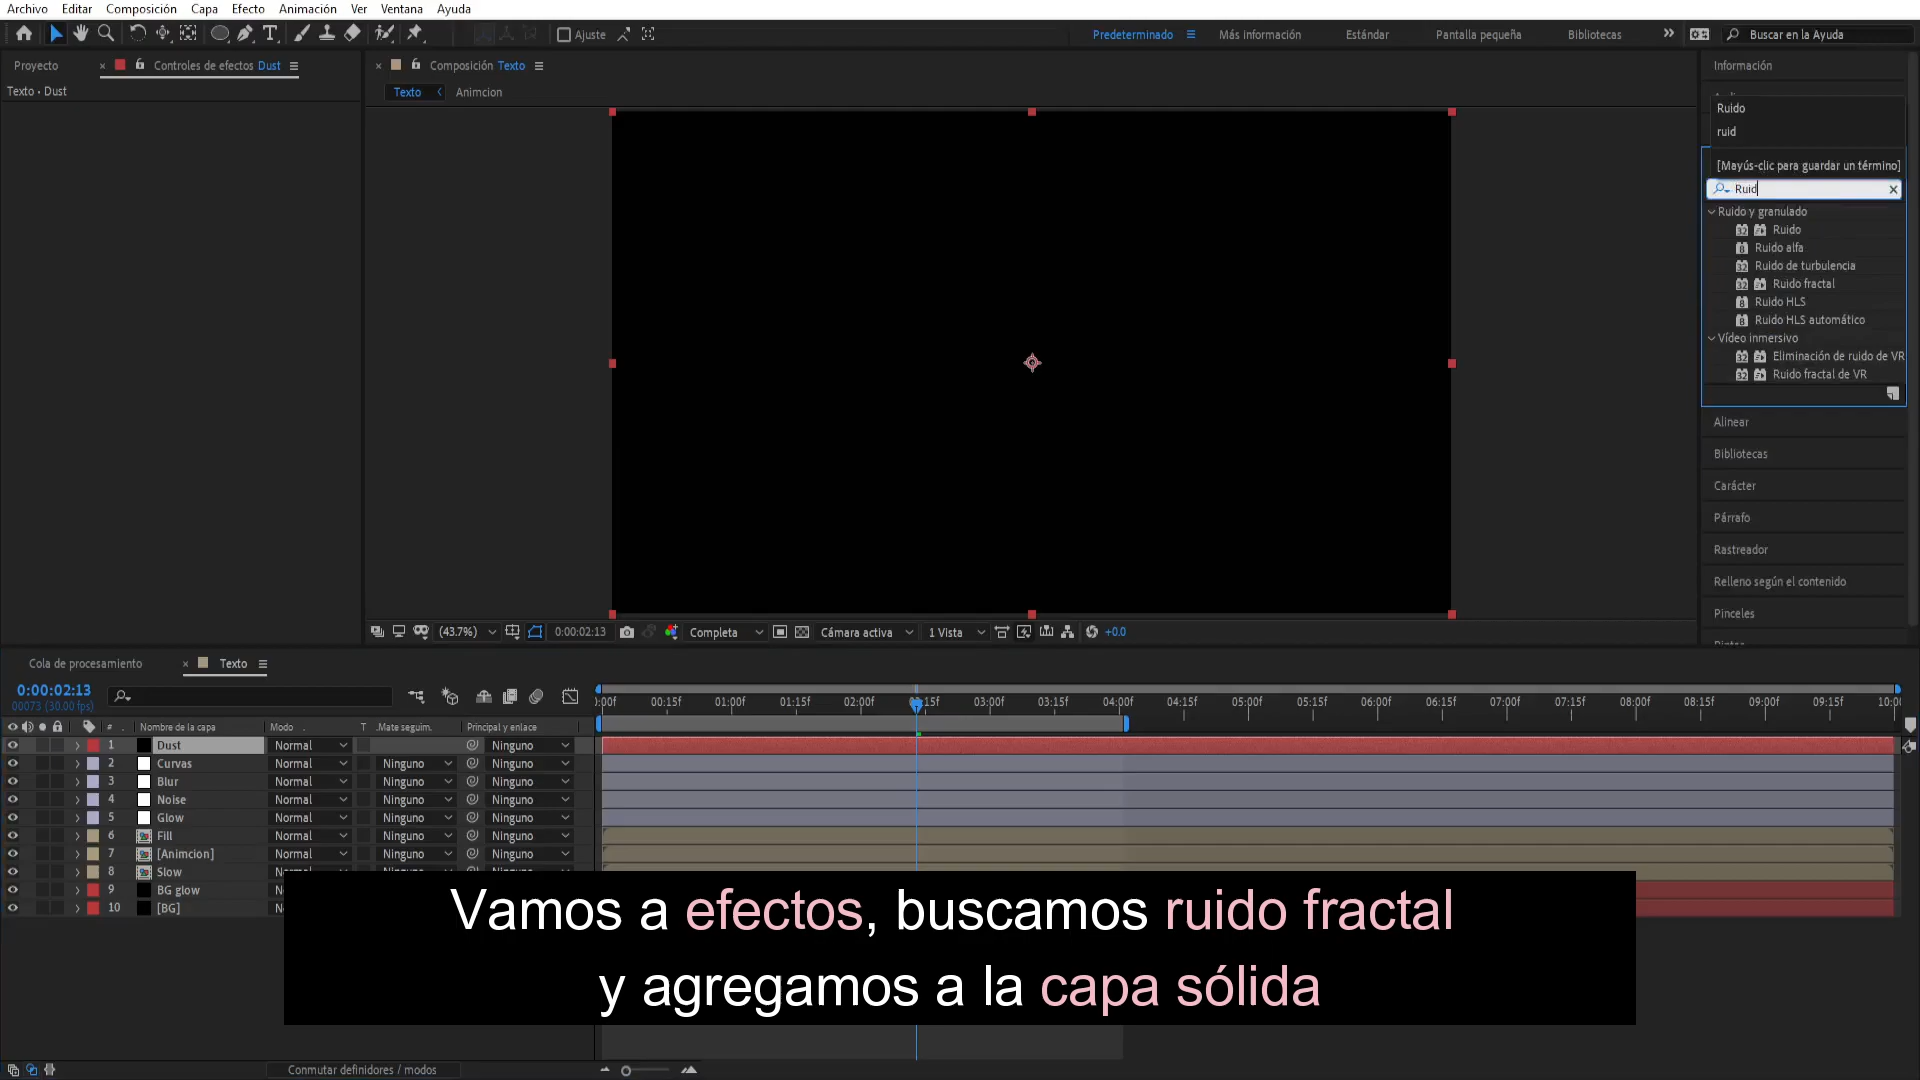 Archivo Editar Composición Capa Efecto Animación Ver Ventana Ayuda
Ajuste
Predeterminado Más información Estándar Pantalla pequeña Bibliotecas
Buscar en la Ayuda
Proyecto
Controles de efectos Dust
Composición Texto
Información
Texto • Dust
Texto
Animcion
Ruido
ruid
[Mayús-clic para guardar un término]
Ruid
Ruido y granulado
Ruido
Ruido alfa
Ruido de turbulencia
Ruido fractal
Ruido HLS
Ruido HLS automático
Vídeo inmersivo
Eliminación de ruido de VR
Ruido fractal de VR
Alinear
Bibliotecas
Carácter
Párrafo
Rastreador
Relleno según el contenido
Pinceles
(43.7%) 0:00:02:13 Completa Cámara activa 1 Vista +0.0
Cola de procesamiento
Texto
0:00:02:13
00073 (30.00 fps)
:00f 00:15f 01:00f 01:15f 02:00f 15f 03:00f 03:15f 04:00f 04:15f 05:00f 05:15f 06:00f 06:15f 07:00f 07:15f 08:00f 08:15f 09:00f 09:15f 10:0
# Nombre de la capa Modo T .Mate seguim. Principal y enlace
1 Dust Normal Ninguno
2 Curvas Normal Ninguno Ninguno
3 Blur Normal Ninguno Ninguno
4 Noise Normal Ninguno Ninguno
5 Glow Normal Ninguno Ninguno
6 Fill Normal Ninguno Ninguno
7 [Animcion] Normal Ninguno Ninguno
8 Slow Normal Ninguno Ninguno
9 BG glow
10 [BG]
Vamos a efectos, buscamos ruido fractal
y agregamos a la capa sólida
Conmutar definidores / modos